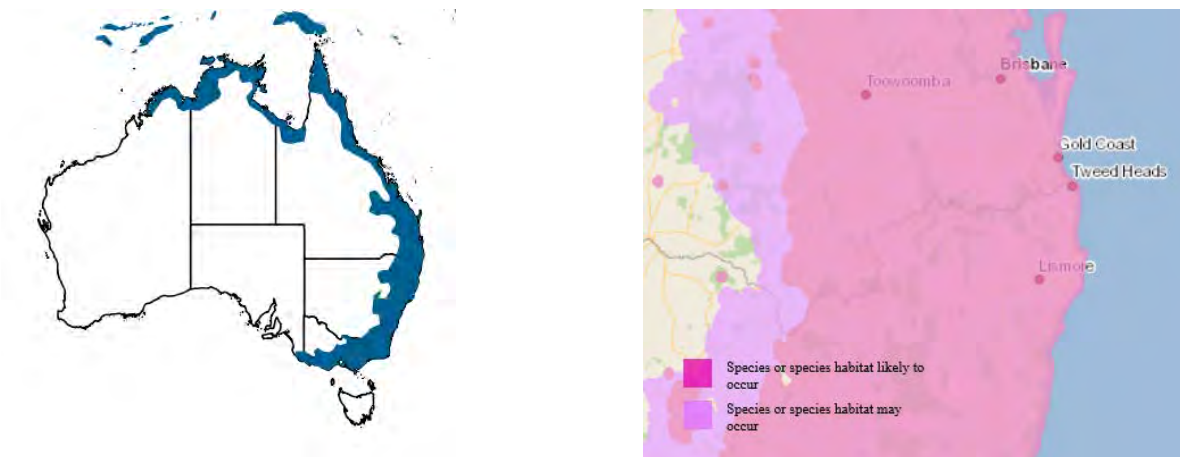 Brisbane
Toowoomba
Gold Coast
Tweed Heads
Lismore
Species or species habitat likely to
occur
Species or species habitat may
occur